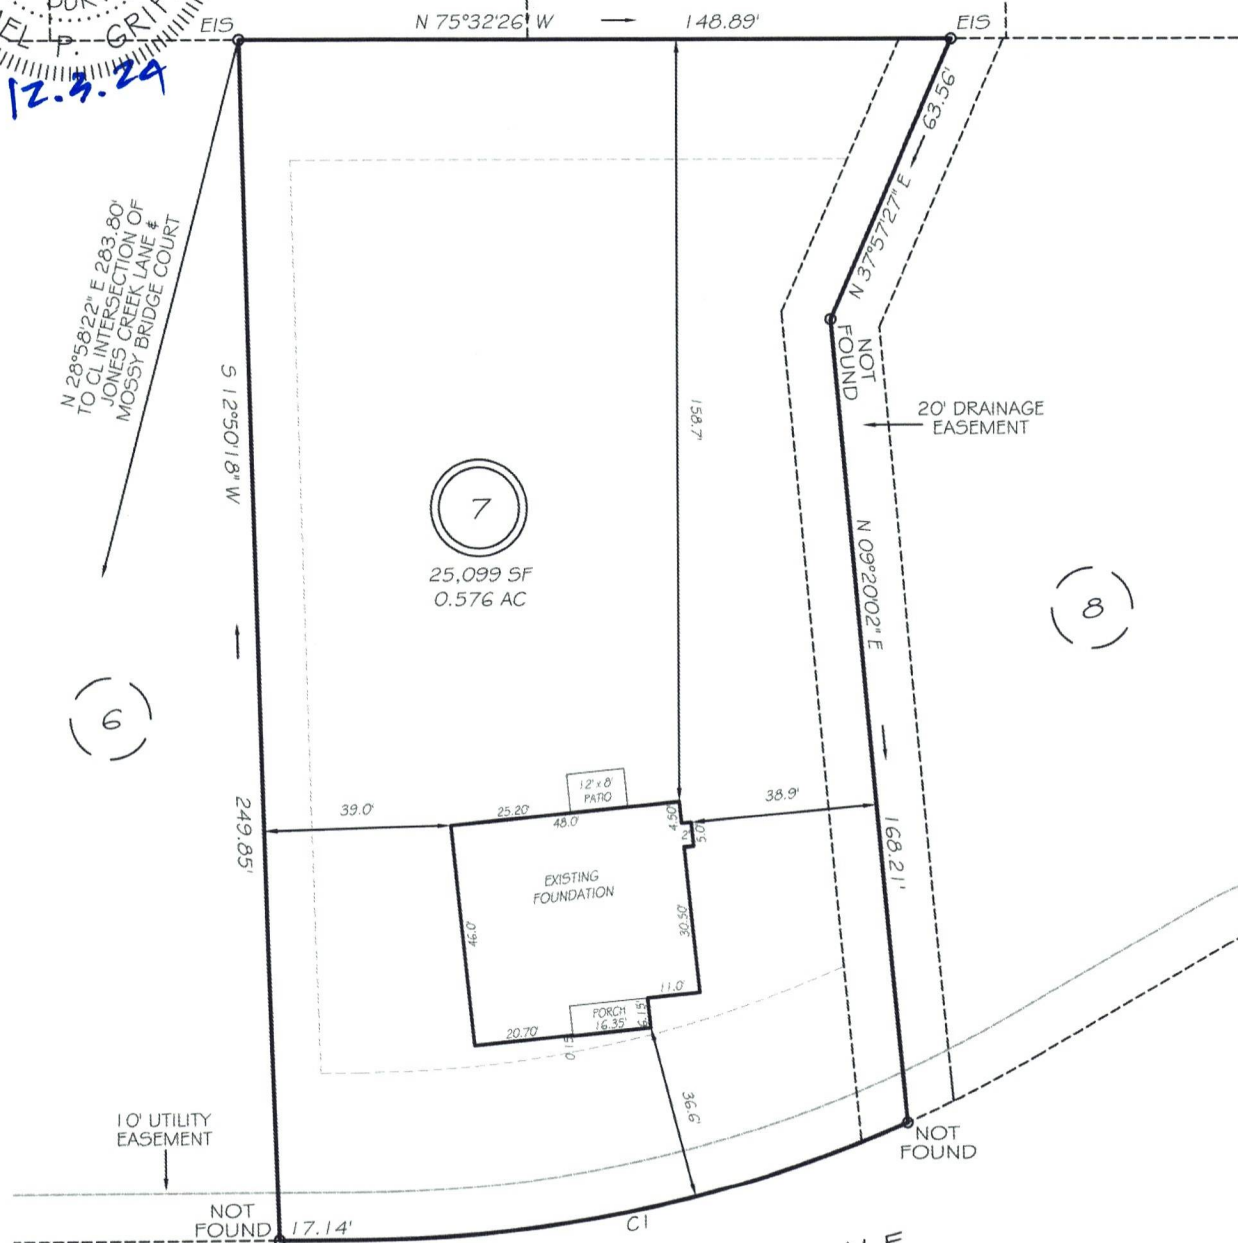 EL P. GRIF
12.3.24
EIS
N 75°32'26" W
148.89'
EIS
63.56'
N 37°57'27" E
N 28°58'22" E 283.80'
TO CL INTERSECTION OF
JONES CREEK LANE &
MOSSY BRIDGE COURT
S 12°50'18" W
158.7'
NOT
FOUND
20' DRAINAGE
EASEMENT
7
25,099 SF
0.576 AC
N 09°20'02" E
8
6
249.85'
39.0'
12' x 8'
PATIO
25.20'
48.0'
4.50'
2'
5.0'
38.9'
168.21'
EXISTING
FOUNDATION
46.0'
30.50'
11.0'
PORCH
16.35'
6.15'
20.70'
0.15'
36.6'
10' UTILITY
EASEMENT
NOT
FOUND
NOT
FOUND
17.14'
C1